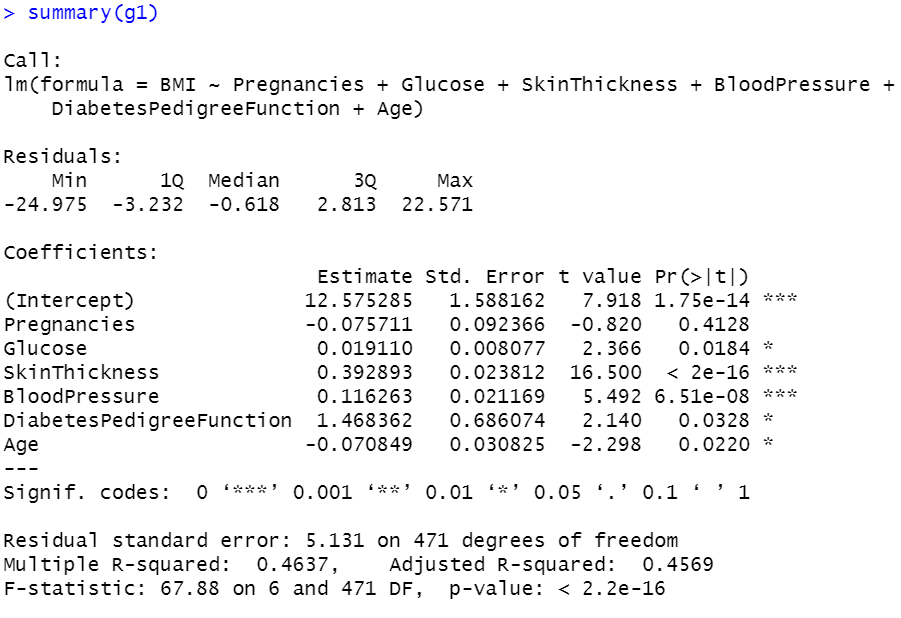 > summary(g1)
Call:
lm(formula = BMI ~ Pregnancies + Glucose + SkinThickness + BloodPressure +
    DiabetesPedigreeFunction + Age)
Residuals:
    Min      1Q  Median      3Q     Max
-24.975  -3.232  -0.618   2.813  22.571
Coefficients:
                          Estimate Std. Error t value Pr(>|t|)
(Intercept)              12.575285   1.588162   7.918 1.75e-14 ***
Pregnancies              -0.075711   0.092366  -0.820   0.4128
Glucose                   0.019110   0.008077   2.366   0.0184 *
SkinThickness             0.392893   0.023812  16.500  < 2e-16 ***
BloodPressure             0.116263   0.021169   5.492 6.51e-08 ***
DiabetesPedigreeFunction  1.468362   0.686074   2.140   0.0328 *
Age                      -0.070849   0.030825  -2.298   0.0220 *
---
Signif. codes:  0 ‘***’ 0.001 ‘**’ 0.01 ‘*’ 0.05 ‘.’ 0.1 ‘ ’ 1
Residual standard error: 5.131 on 471 degrees of freedom
Multiple R-squared:  0.4637,    Adjusted R-squared:  0.4569
F-statistic: 67.88 on 6 and 471 DF,  p-value: < 2.2e-16